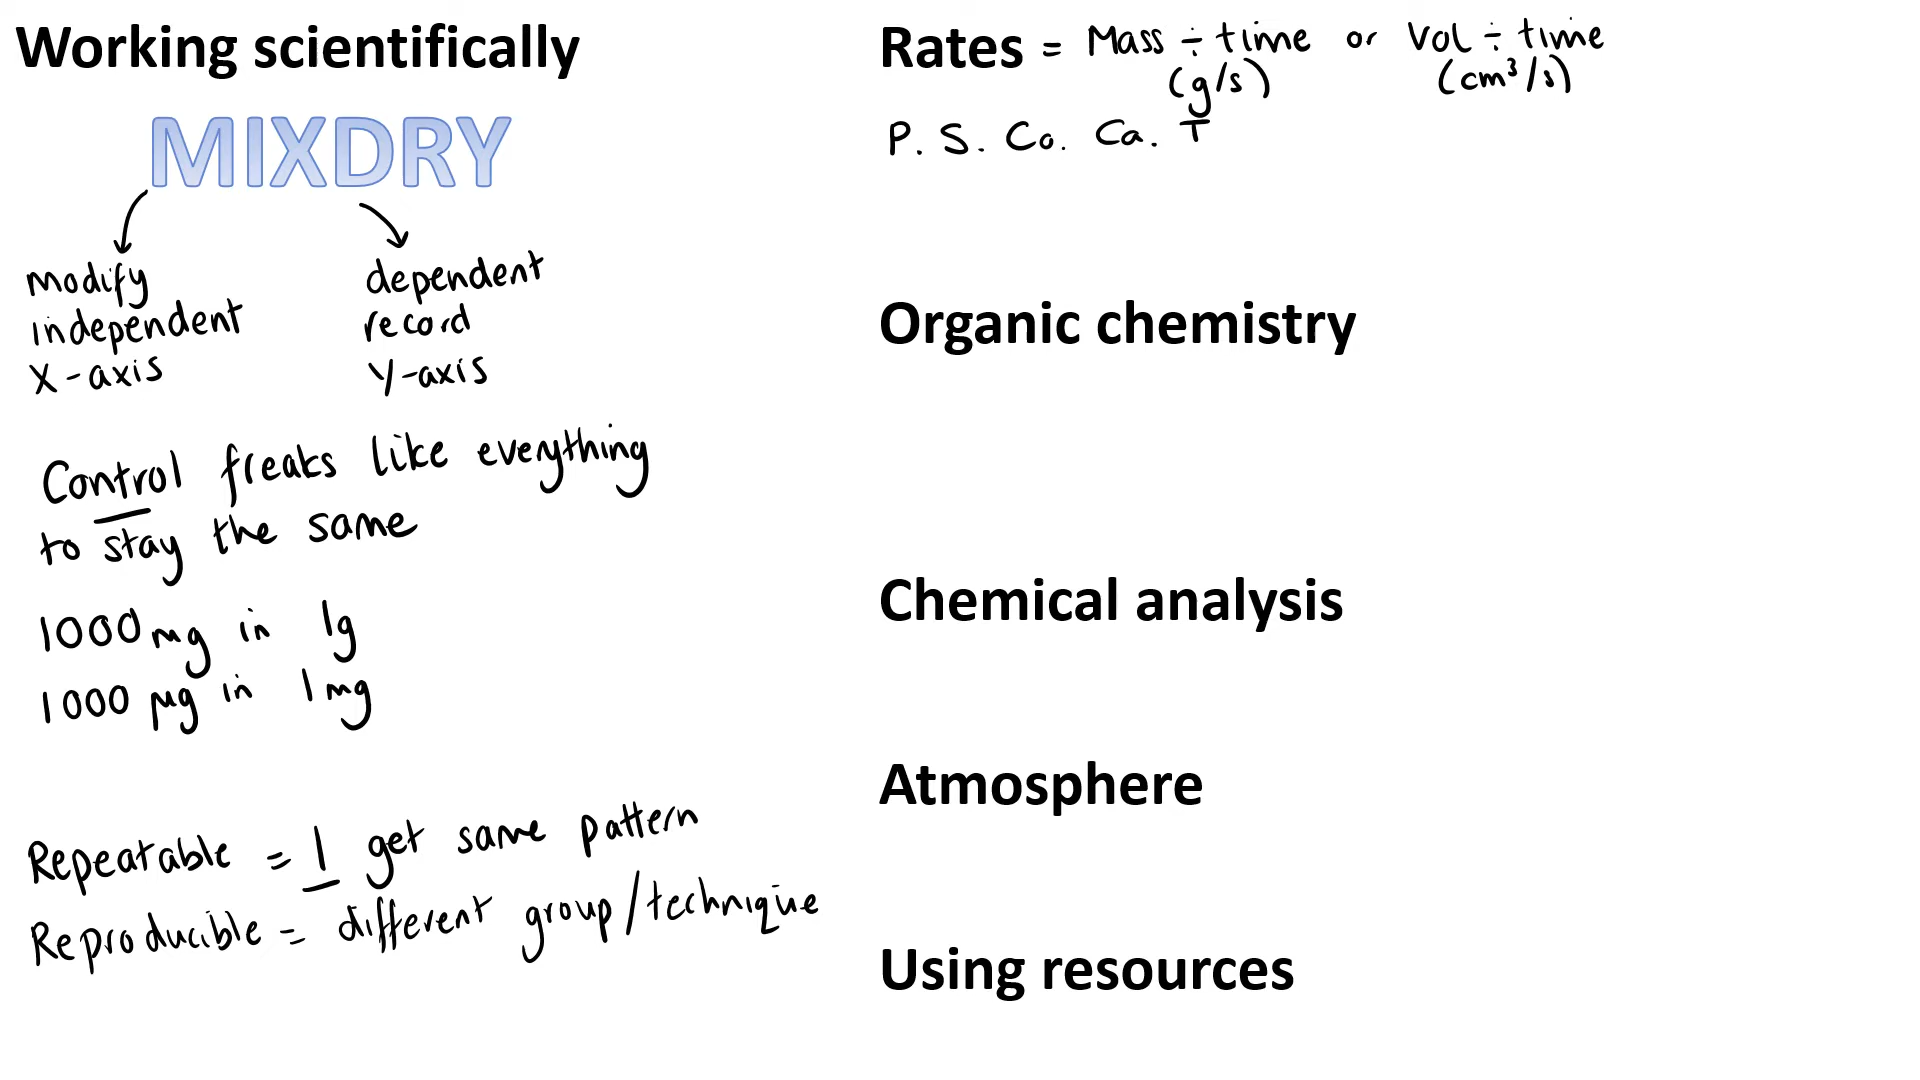 Working scientifically
MIXDRY
modify
independent
X-axis
dependent
record
Y-axis
Control freaks like everything
to stay the same
1000 mg in 1g
1000 µg in 1mg
Repeatable = I get same pattern
Reproducible = different group/technique
Rates = Mass ÷ time or Vol ÷ time
(g/s) (cm³/s)
P. S. Co. Ca. T
Organic chemistry
Chemical analysis
Atmosphere
Using resources